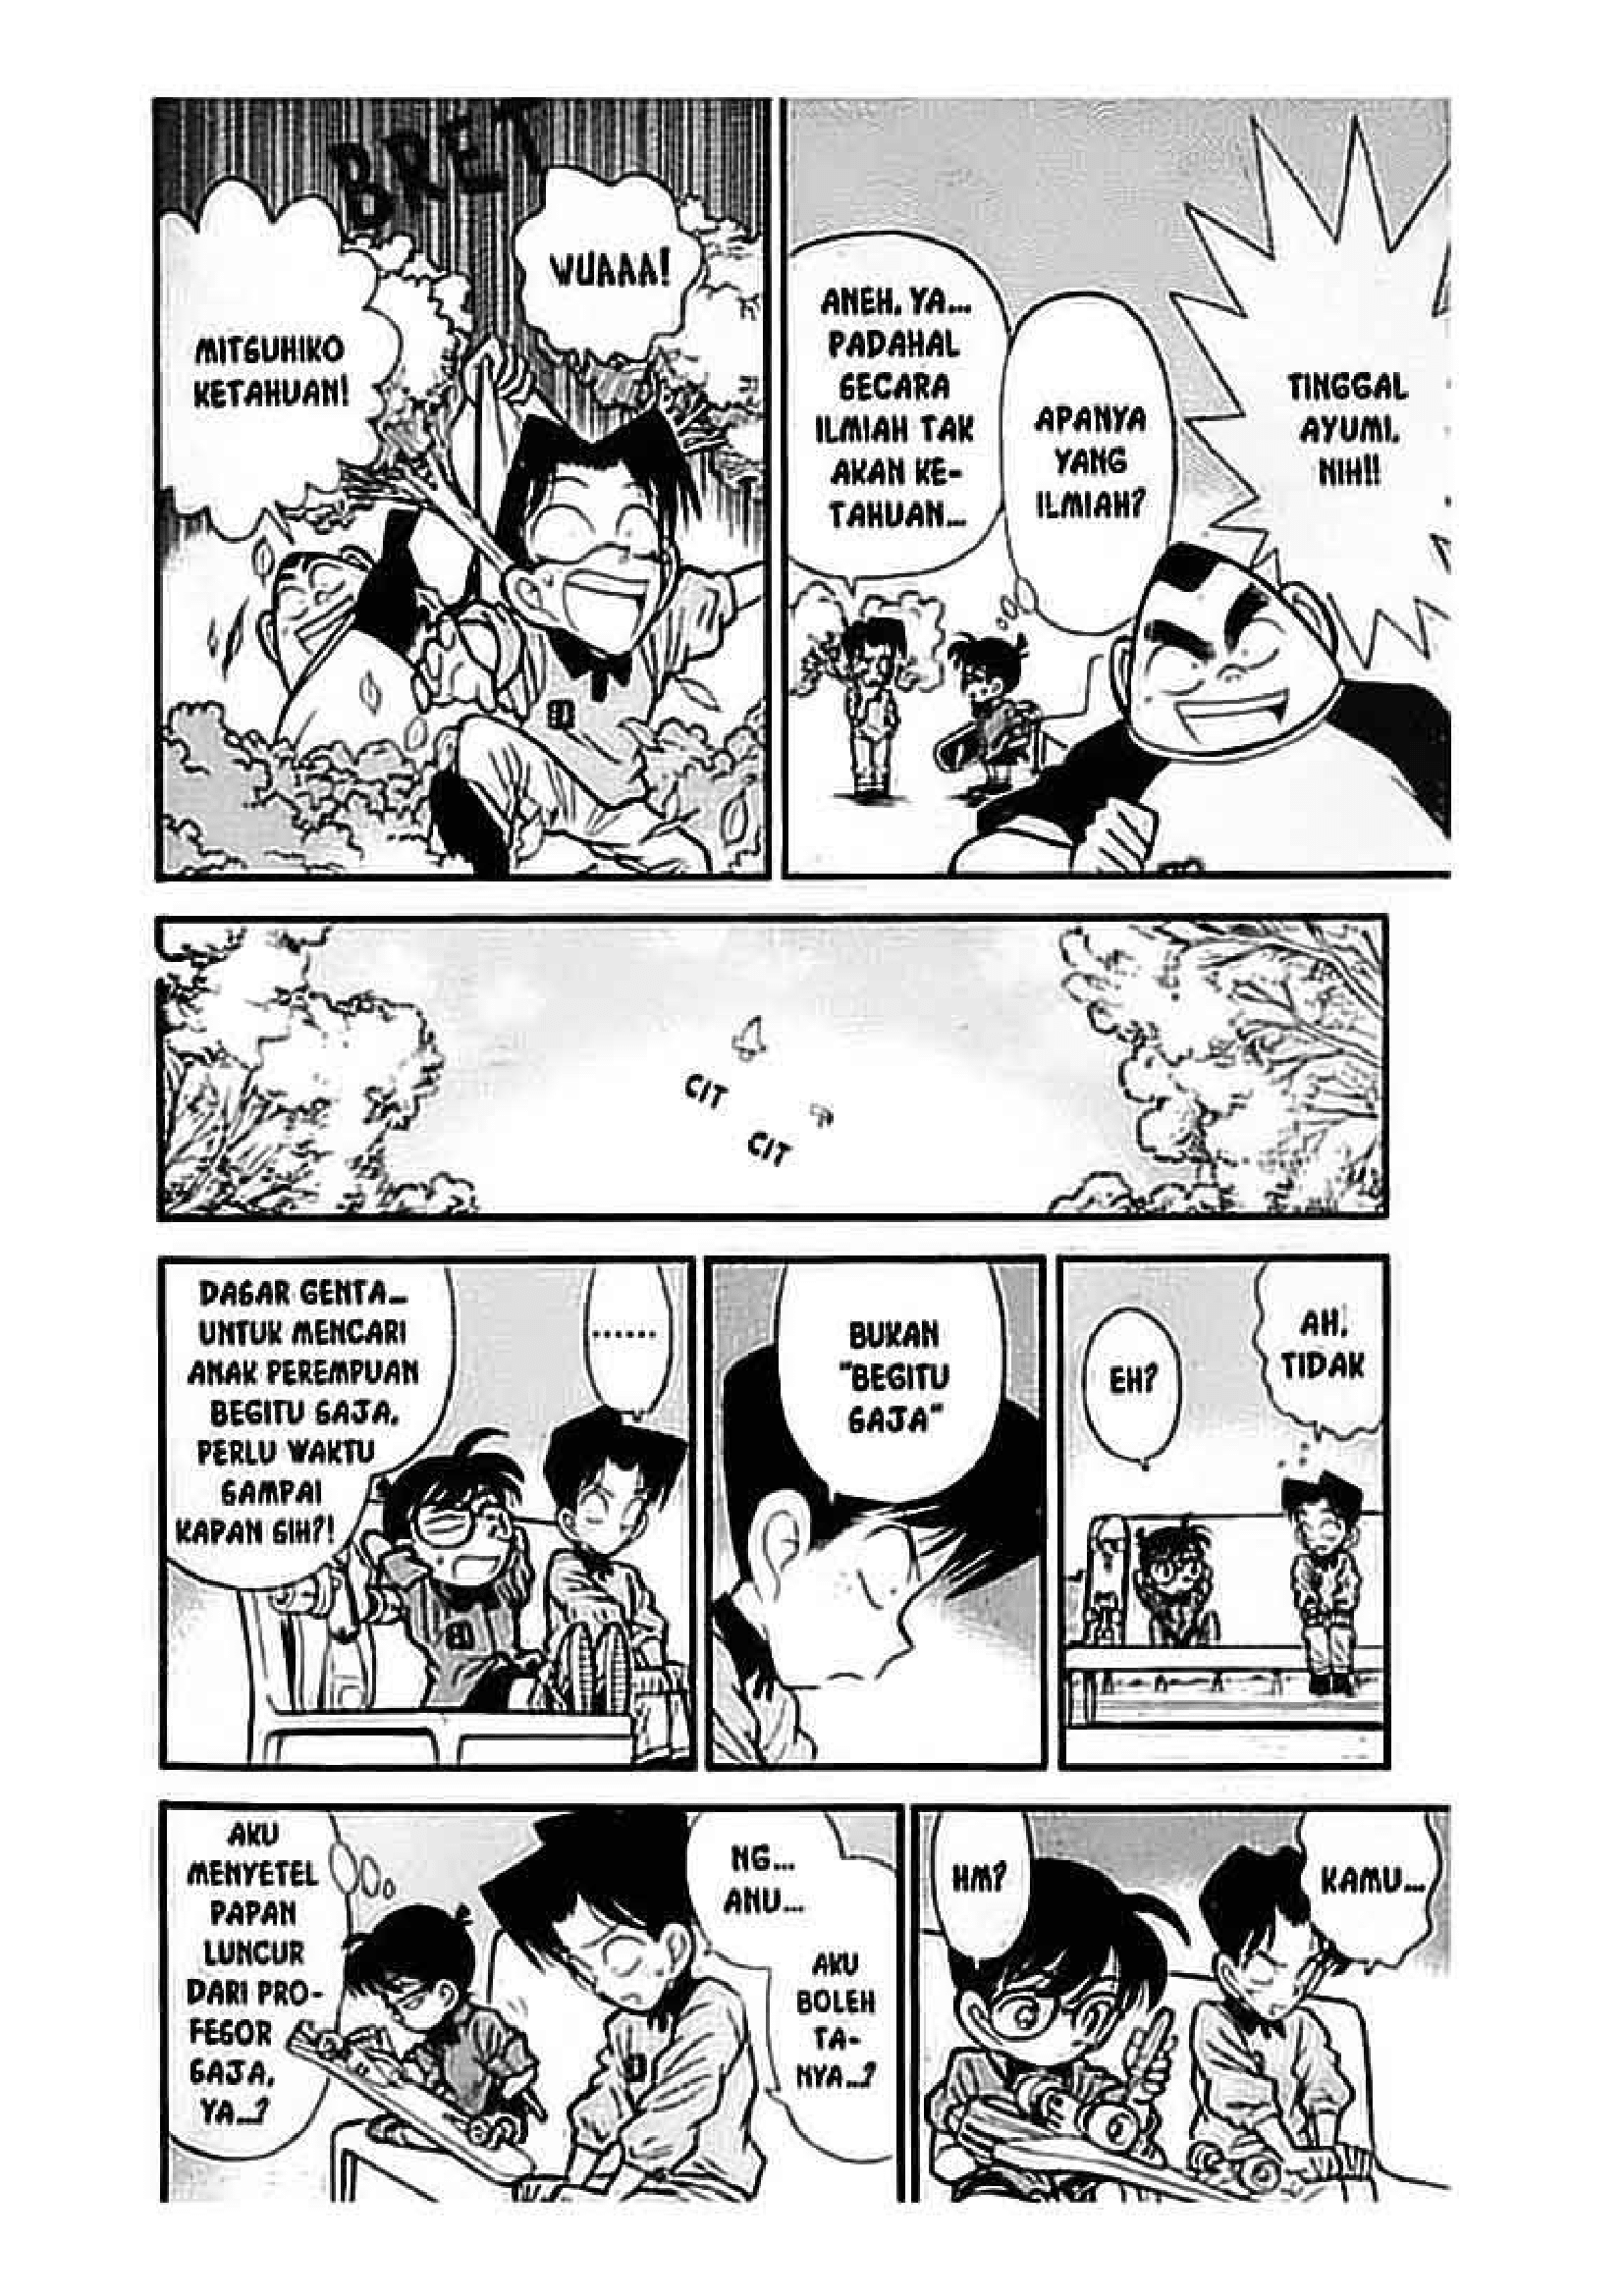 BRET
WUAAA!
MITSUHIKO
KETAHUAN!
ANEH, YA...
PADAHAL
SECARA
ILMIAH TAK
AKAN KE-
TAHUAN...
APANYA
YANG
ILMIAH?
TINGGAL
AYUMI,
NIH!!
CIT
CIT
DASAR GENTA...
UNTUK MENCARI
ANAK PEREMPUAN
BEGITU SAJA,
PERLU WAKTU
SAMPAI
KAPAN SIH?!
......
BUKAN
"BEGITU
SAJA"
EH?
AH,
TIDAK
AKU
MENYETEL
PAPAN
LUNCUR
DARI PRO-
FESOR
SAJA,
YA...?
NG...
ANU...
AKU
BOLEH
TA-
NYA...?
HM?
KAMU...